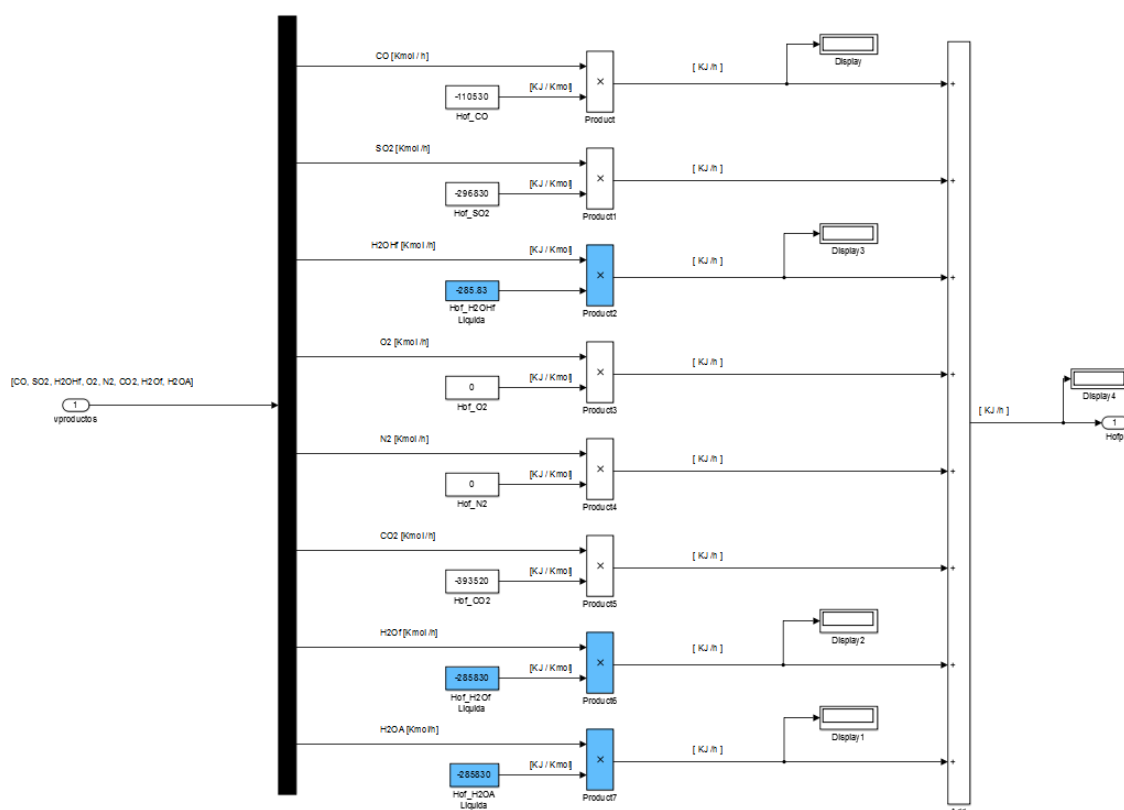 CO [Kmol / h]
[KJ / Kmol]
-110530
Hof_CO
×
Product
[ KJ /h ]
Display
+
SO2 [Kmol /h]
[KJ / Kmol]
-296830
Hof_SO2
×
Product1
[ KJ /h ]
+
H2OHf [Kmol /h]
[KJ / Kmol]
-285.83
Hof_H2OHf
Liquida
×
Product2
[ KJ /h ]
Display3
+
O2 [Kmol /h]
[KJ / Kmol]
0
Hof_O2
×
Product3
[ KJ /h ]
+
[CO, SO2, H2OHf, O2, N2, CO2, H2Of, H2OA]
1
vproductos
N2 [Kmol /h]
[KJ / Kmol]
0
Hof_N2
×
Product4
[ KJ /h ]
+
[ KJ /h ]
Display4
1
Hofp
CO2 [Kmol /h]
[KJ / Kmol]
-393520
Hof_CO2
×
Product5
[ KJ /h ]
+
H2Of [Kmol /h]
[KJ / Kmol]
-285830
Hof_H2Of
Liquida
×
Product6
[ KJ /h ]
Display2
+
H2OA [Kmol/h]
[KJ / Kmol]
-285830
Hof_H2OA
Liquida
×
Product7
[ KJ /h ]
Display1
+